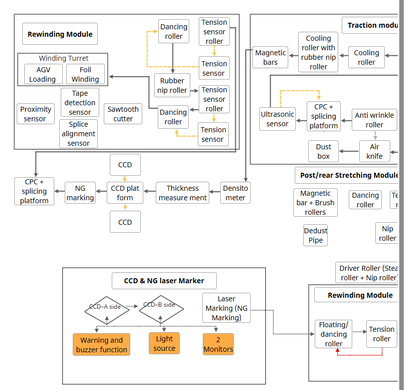 Rewinding Module
Winding Turret
AGV
Loading
Foil
Winding
Proximity
sensor
Tape
detection
sensor
Splice
alignment
sensor
Sawtooth
cutter
Dancing
roller
Tension
sensor
roller
Tension
sensor
Rubber
nip roller
Tension
sensor
roller
Dancing
roller
Tension
sensor
Magnetic
bars
Cooling
roller with
rubber nip
roller
Cooling
roller
Ultrasonic
sensor
CPC +
splicing
platform
Anti wrinkle
roller
Dust
box
Air
knife
CCD
CPC +
splicing
platform
NG
marking
CCD plat
form
Thickness
measure ment
Densito
meter
CCD
Post/rear Stretching Module
Magnetic
bar + Brush
rollers
Dancing
roller
Dedust
Pipe
Nip
roller
CCD & NG laser Marker
CCD-A side
CCD-B side
Laser
Marking (NG
Marking)
Warning and
buzzer function
Light
source
2
Monitors
Driver Roller
roller + Nip roller
Rewinding Module
Floating/
dancing
roller
Tension
roller